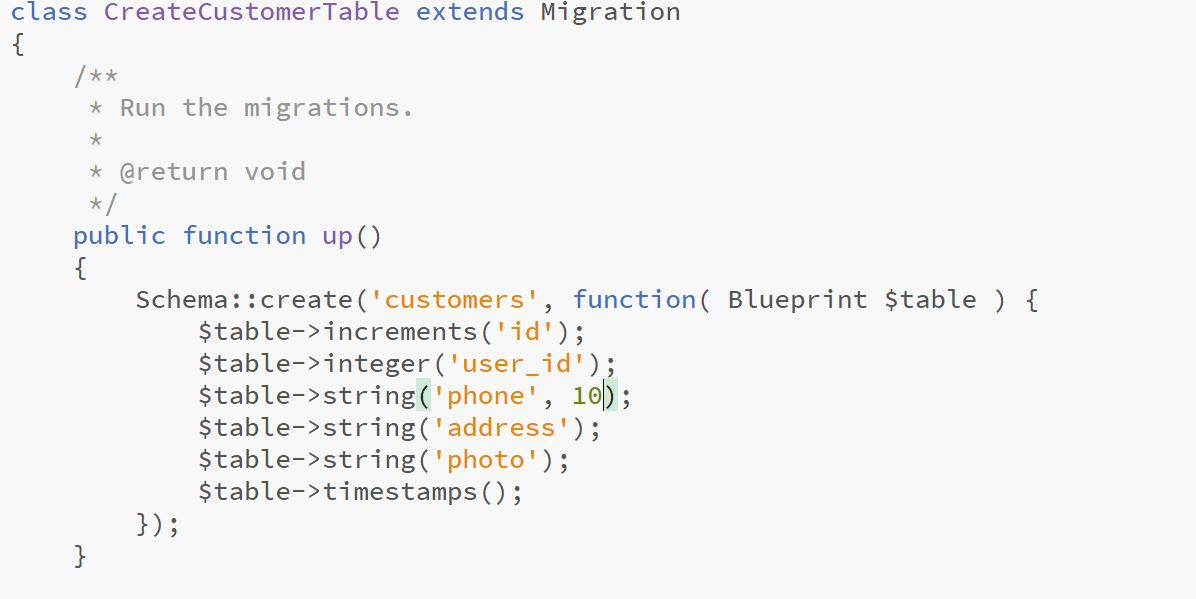 class CreateCustomerTable extends Migration
{
    /**
     * Run the migrations.
     *
     * @return void
     */
    public function up()
    {
        Schema::create('customers', function( Blueprint $table ) {
            $table->increments('id');
            $table->integer('user_id');
            $table->string('phone', 10);
            $table->string('address');
            $table->string('photo');
            $table->timestamps();
        });
    }